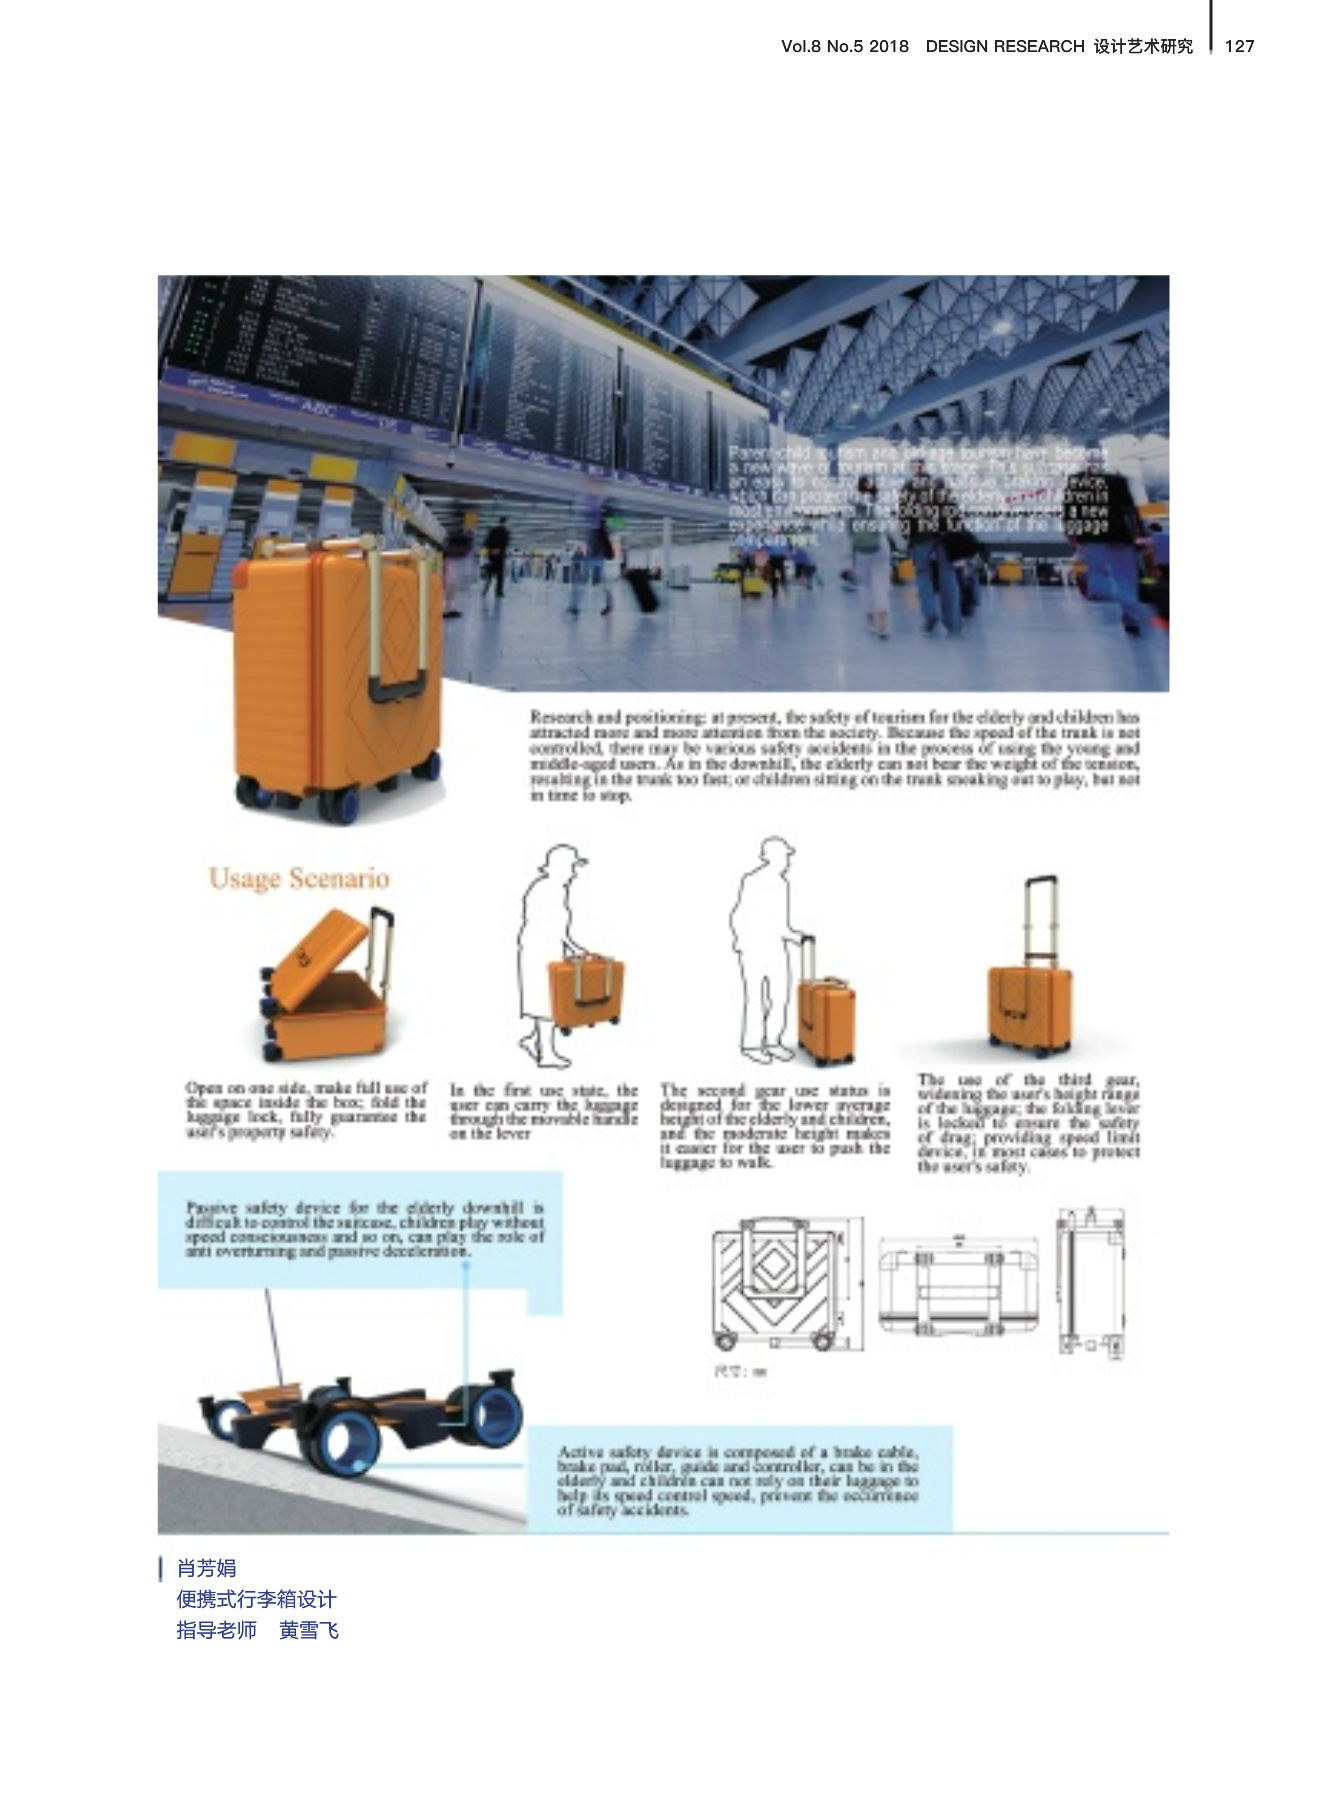 Vol.8 No.5 2018 DESIGN RESEARCH 设计艺术研究 127
ABC
Parent-child tourism and old-age tourism have become
a new wave of tourism at this stage. This suitcase has
an easy to control active and passive braking device,
which can protect the safety of the elderly and children in
most environments. The folding
experience while ensuring the function of the luggage
compartment.
Research and positioning: at present, the safety of tourism for the elderly and children has
attracted more and more attention from the society. Because the speed of the trunk is not
controlled, there may be various safety accidents in the process of using the young and
middle-aged users. As in the downhill, the elderly can not bear the weight of the tension,
resulting in the trunk too fast; or children sitting on the trunk sneaking out to play, but not
in time to stop.
Usage Scenario
Open on one side, make full use of
the space inside the box; fold the
luggage lock, fully guarantee the
user's property safety.
In the first use state, the
user can carry the luggage
through the movable handle
on the lever
The second gear use status is
designed for the lower average
height of the elderly and children,
and the moderate height makes
it easier for the user to push the
luggage to walk.
The use of the third gear,
widening the user's height range
of the luggage; the folding lever
is locked to ensure the safety
of drag; providing speed limit
device, in most cases to protect
the user's safety.
Passive safety device for the elderly downhill is
difficult to control the suitcase, children play without
speed consciousness and so on, can play the role of
anti overturning and passive deceleration.
尺寸：mm
Active safety device is composed of a brake cable,
brake pad, roller, guide and controller, can be in the
elderly and children can not rely on their luggage to
help its speed control speed, prevent the occurrence
of safety accidents.
肖芳娟
便携式行李箱设计
指导老师 黄雪飞